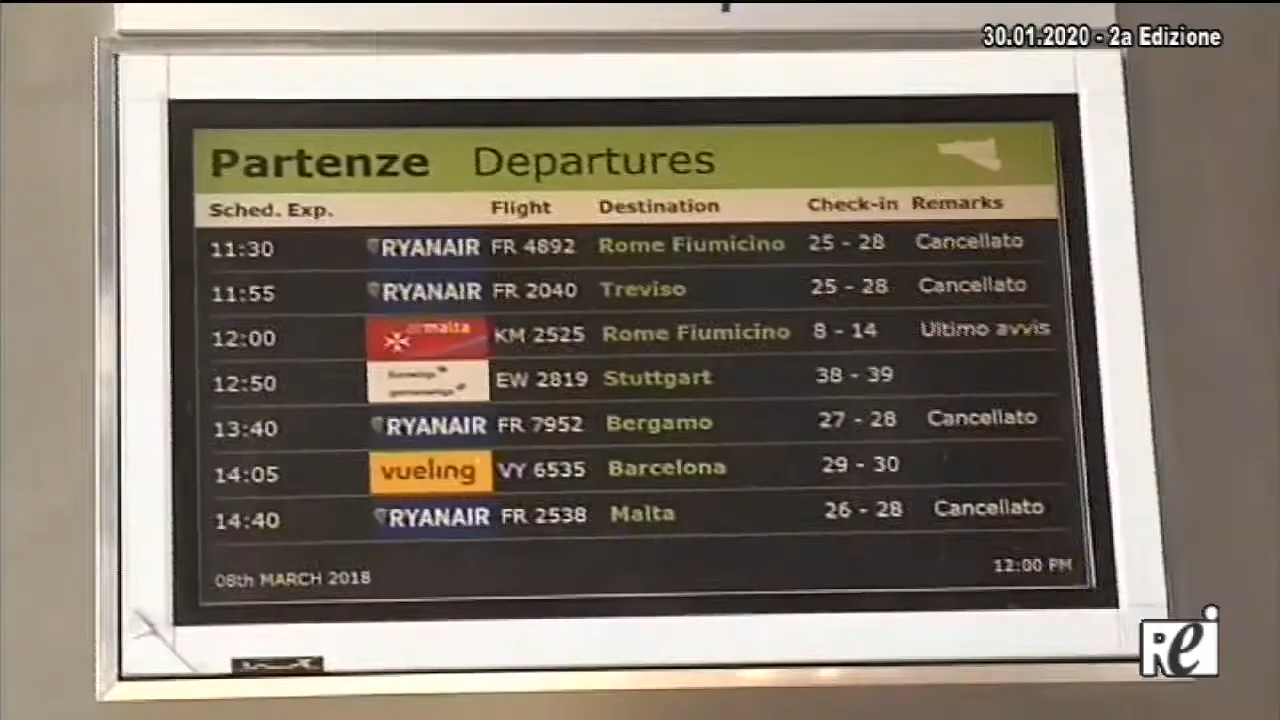 30.01.2020 - 2a Edizione
Partenze Departures
Sched. Exp. Flight Destination Check-in Remarks
11:30 RYANAIR FR 4892 Rome Fiumicino 25 - 28 Cancellato
11:55 RYANAIR FR 2040 Treviso 25 - 28 Cancellato
12:00 air malta KM 2525 Rome Fiumicino 8 - 14 Ultimo avvis
12:50 EW 2819 Stuttgart 38 - 39
13:40 RYANAIR FR 7952 Bergamo 27 - 28 Cancellato
14:05 vueling VY 6535 Barcelona 29 - 30
14:40 RYANAIR FR 2538 Malta 26 - 28 Cancellato
08th MARCH 2018 12:00 PM
Rei